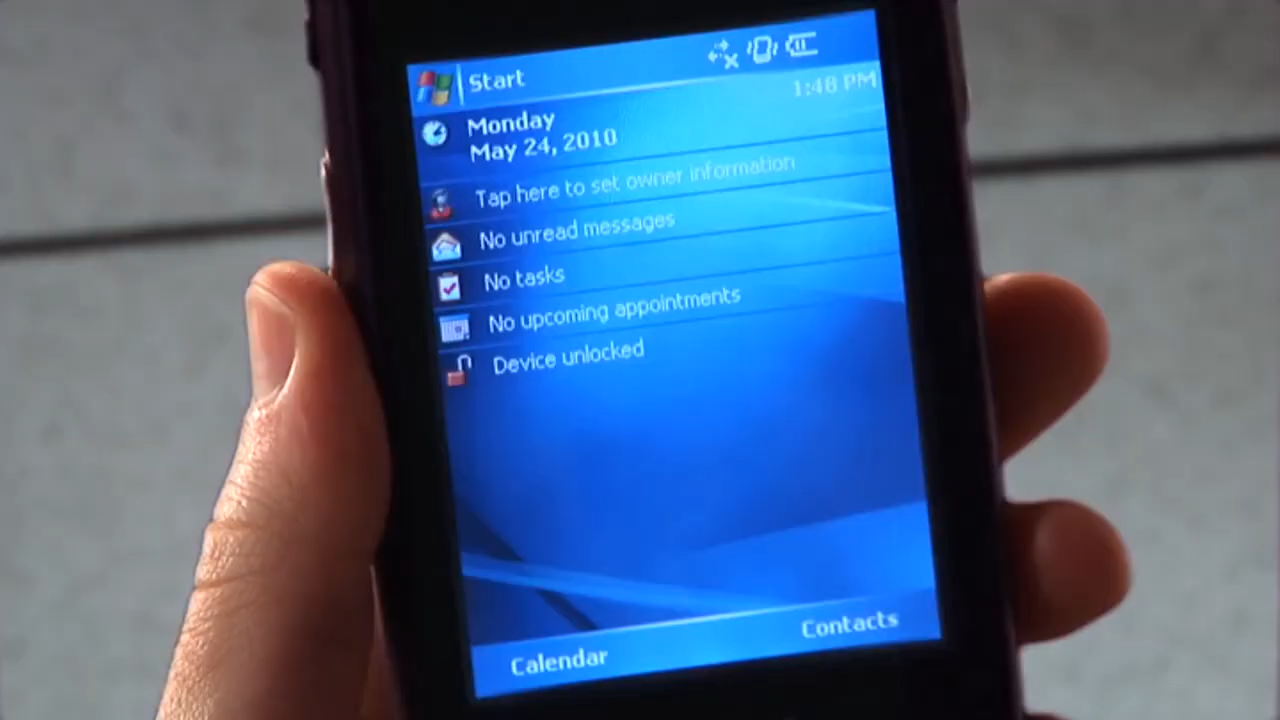 Start
1:48 PM
Monday
May 24, 2010
Tap here to set owner information
No unread messages
No tasks
No upcoming appointments
Device unlocked
Calendar
Contacts